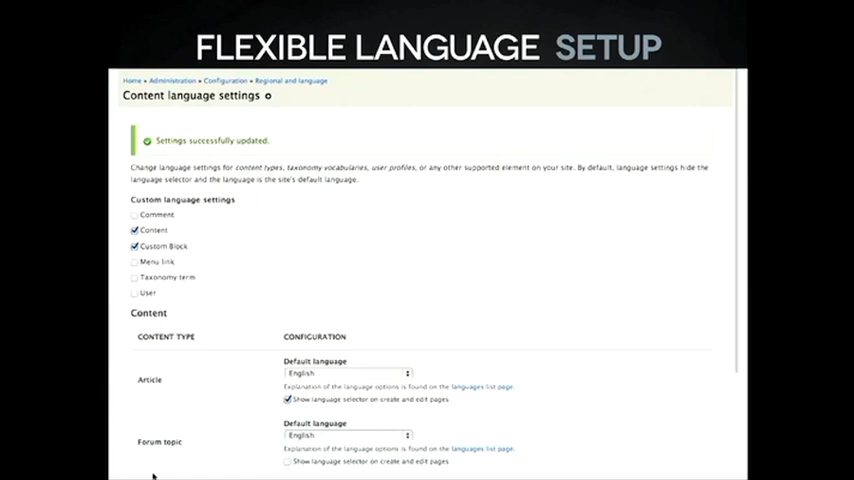 FLEXIBLE LANGUAGE SETUP
Home » Administration » Configuration » Regional and language
Content language settings
Settings successfully updated.
Change language settings for content types, taxonomy vocabularies, user profiles, or any other supported element on your site. By default, language settings hide the
language selector and the language is the site's default language.
Custom language settings
Comment
Content
Custom Block
Menu link
Taxonomy term
User
Content
CONTENT TYPE CONFIGURATION
Default language
English
Article
Explanation of the language options is found on the languages list page.
Show language selector on create and edit pages
Default language
English
Forum topic
Explanation of the language options is found on the languages list page.
Show language selector on create and edit pages